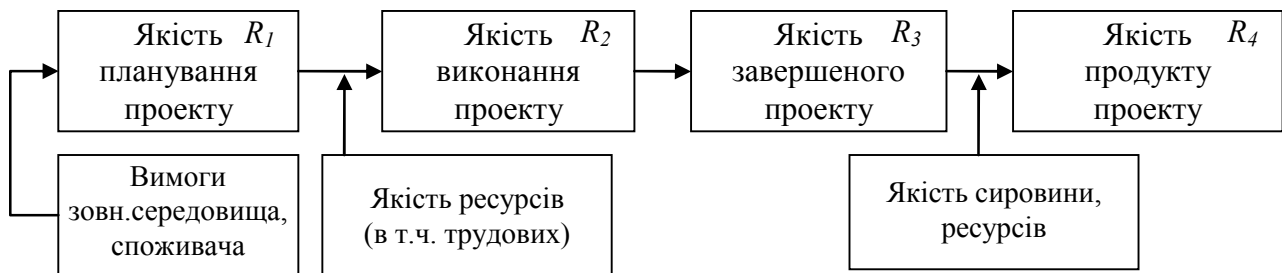 Якість R1
планування
проекту
Якість R2
виконання
проекту
Якість R3
завершеного
проекту
Якість R4
продукту
проекту
Вимоги
зовн.середовища,
споживача
Якість ресурсів
(в т.ч. трудових)
Якість сировини,
ресурсів